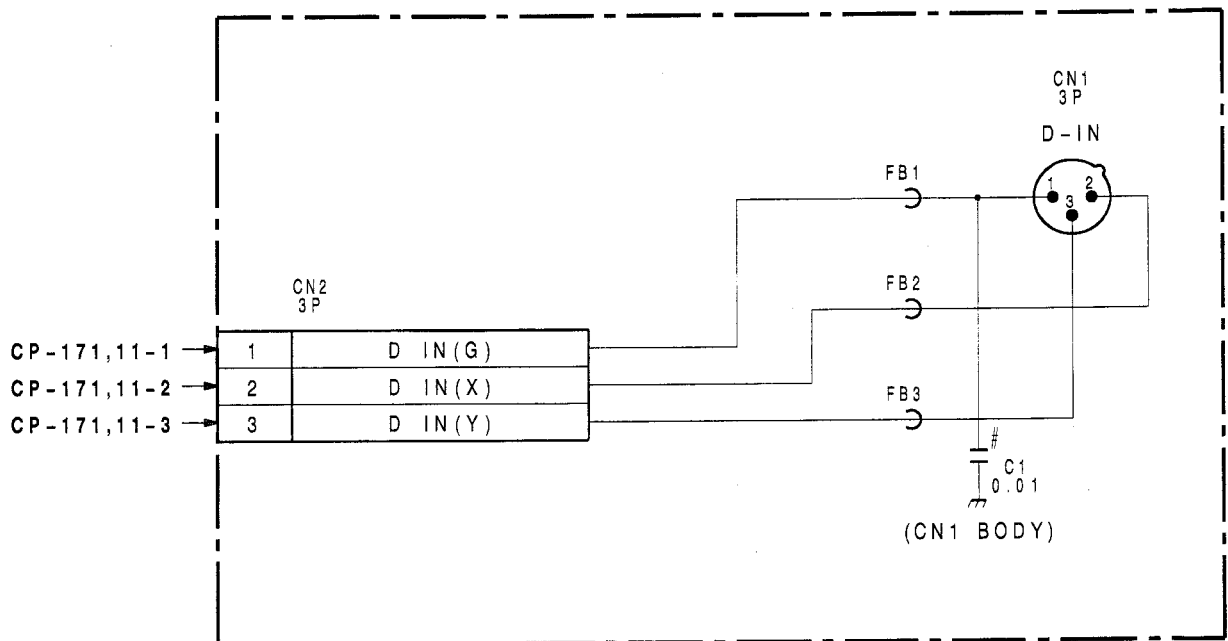 CN1
3P
D-IN
FB1
1 2
3
FB2
CN2
3P
CP-171,11-1 1 D IN(G)
CP-171,11-2 2 D IN(X)
CP-171,11-3 3 D IN(Y)
FB3
#
C1
0.01
(CN1 BODY)